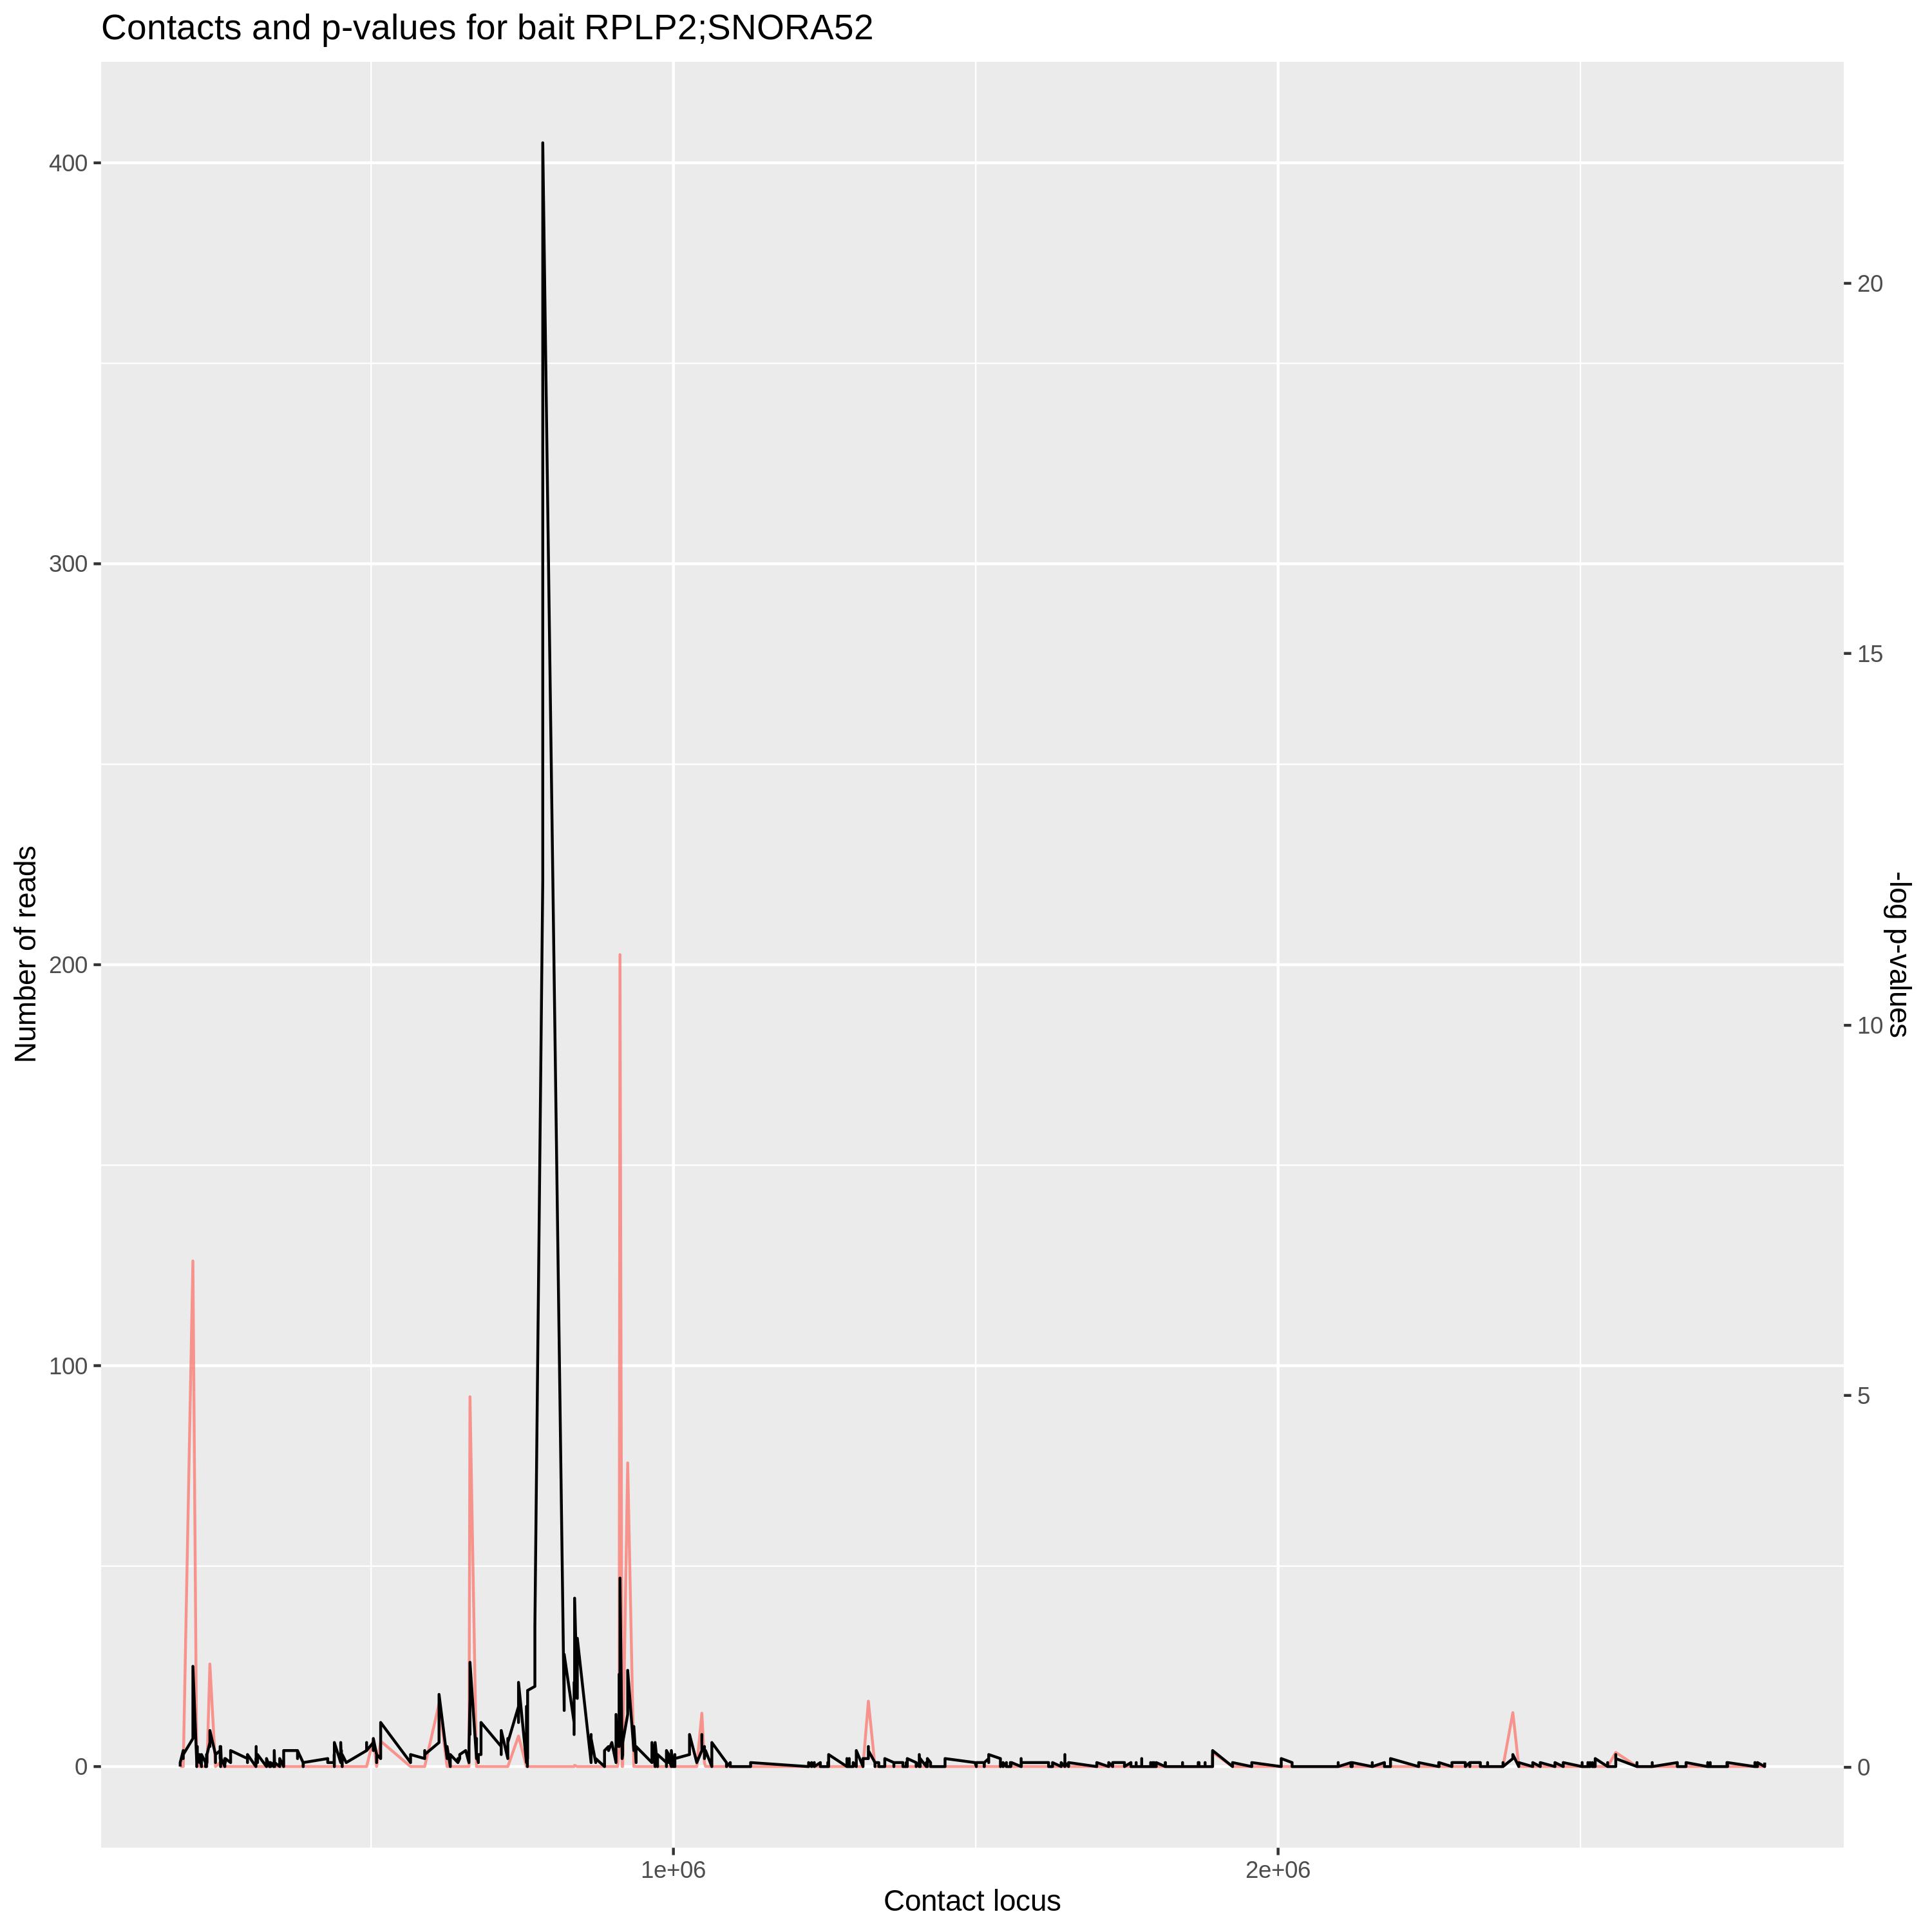 Contacts and p-values for bait RPLP2;SNORA52
400
300
200
100
0
Number of reads
20
15
10
5
0
-log p-values
1e+06
2e+06
Contact locus